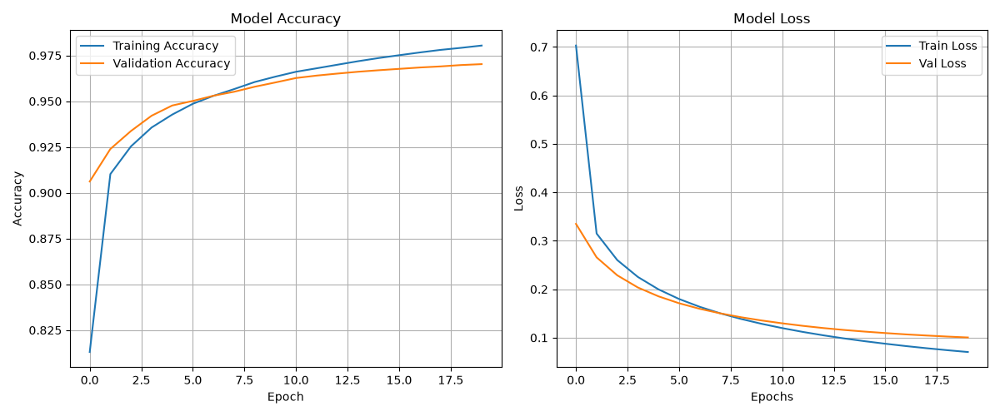 Model Accuracy
Training Accuracy
Validation Accuracy
0.975
0.950
0.925
0.900
0.875
0.850
0.825
Accuracy
0.0 2.5 5.0 7.5 10.0 12.5 15.0 17.5
Epoch
Model Loss
Train Loss
Val Loss
0.7
0.6
0.5
0.4
0.3
0.2
0.1
Loss
0.0 2.5 5.0 7.5 10.0 12.5 15.0 17.5
Epochs